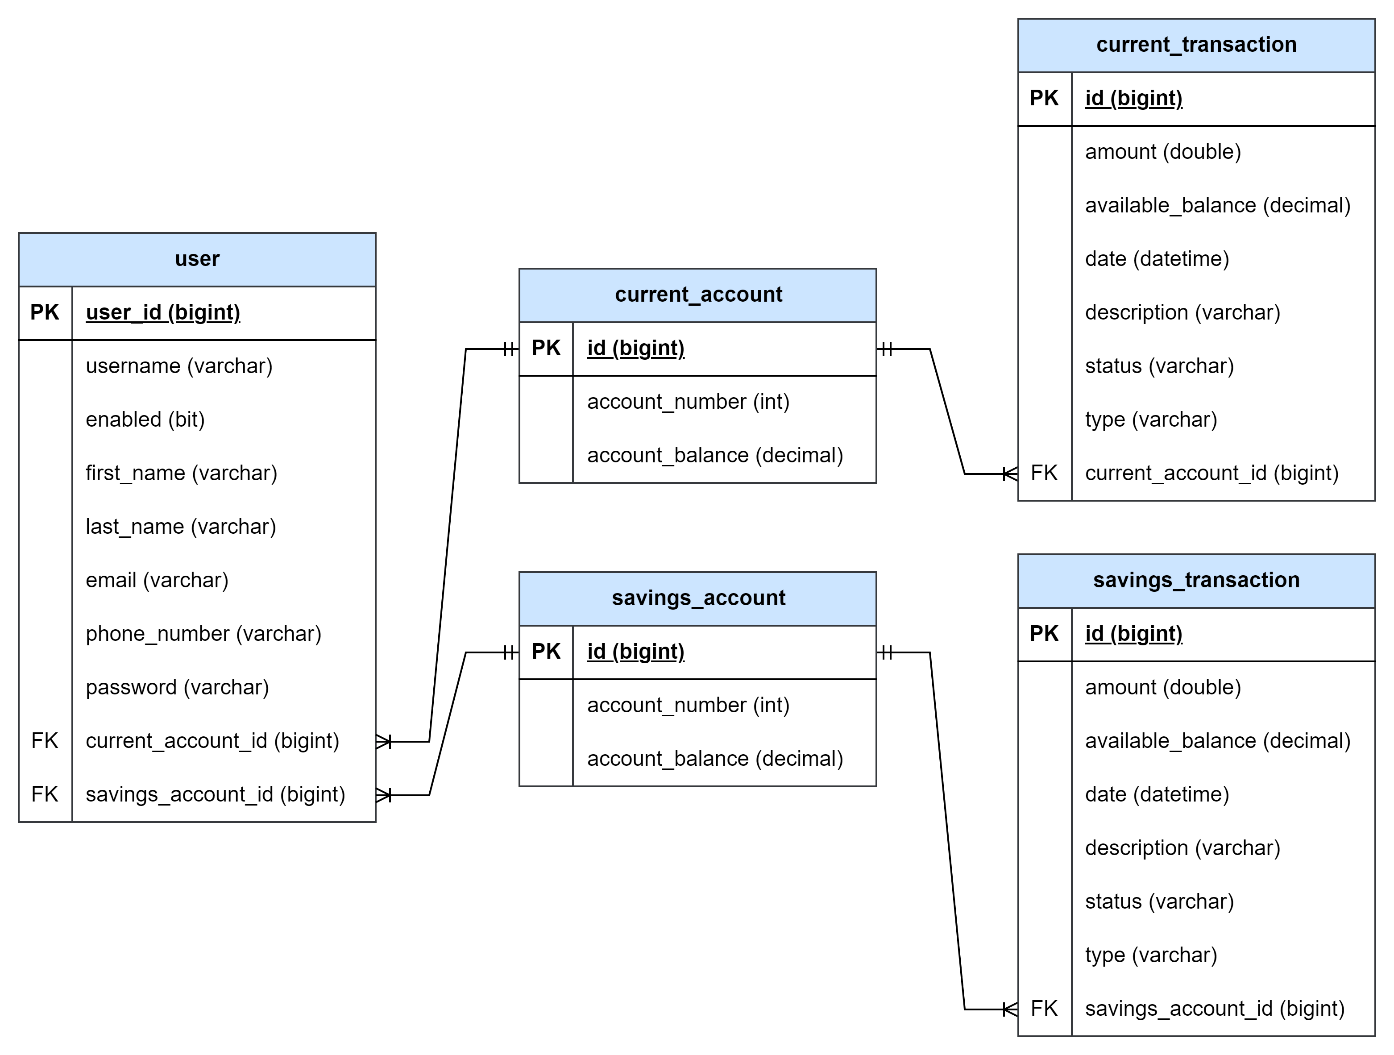 user
PK user_id (bigint)
username (varchar)
enabled (bit)
first_name (varchar)
last_name (varchar)
email (varchar)
phone_number (varchar)
password (varchar)
FK current_account_id (bigint)
FK savings_account_id (bigint)
current_account
PK id (bigint)
account_number (int)
account_balance (decimal)
savings_account
PK id (bigint)
account_number (int)
account_balance (decimal)
current_transaction
PK id (bigint)
amount (double)
available_balance (decimal)
date (datetime)
description (varchar)
status (varchar)
type (varchar)
FK current_account_id (bigint)
savings_transaction
PK id (bigint)
amount (double)
available_balance (decimal)
date (datetime)
description (varchar)
status (varchar)
type (varchar)
FK savings_account_id (bigint)